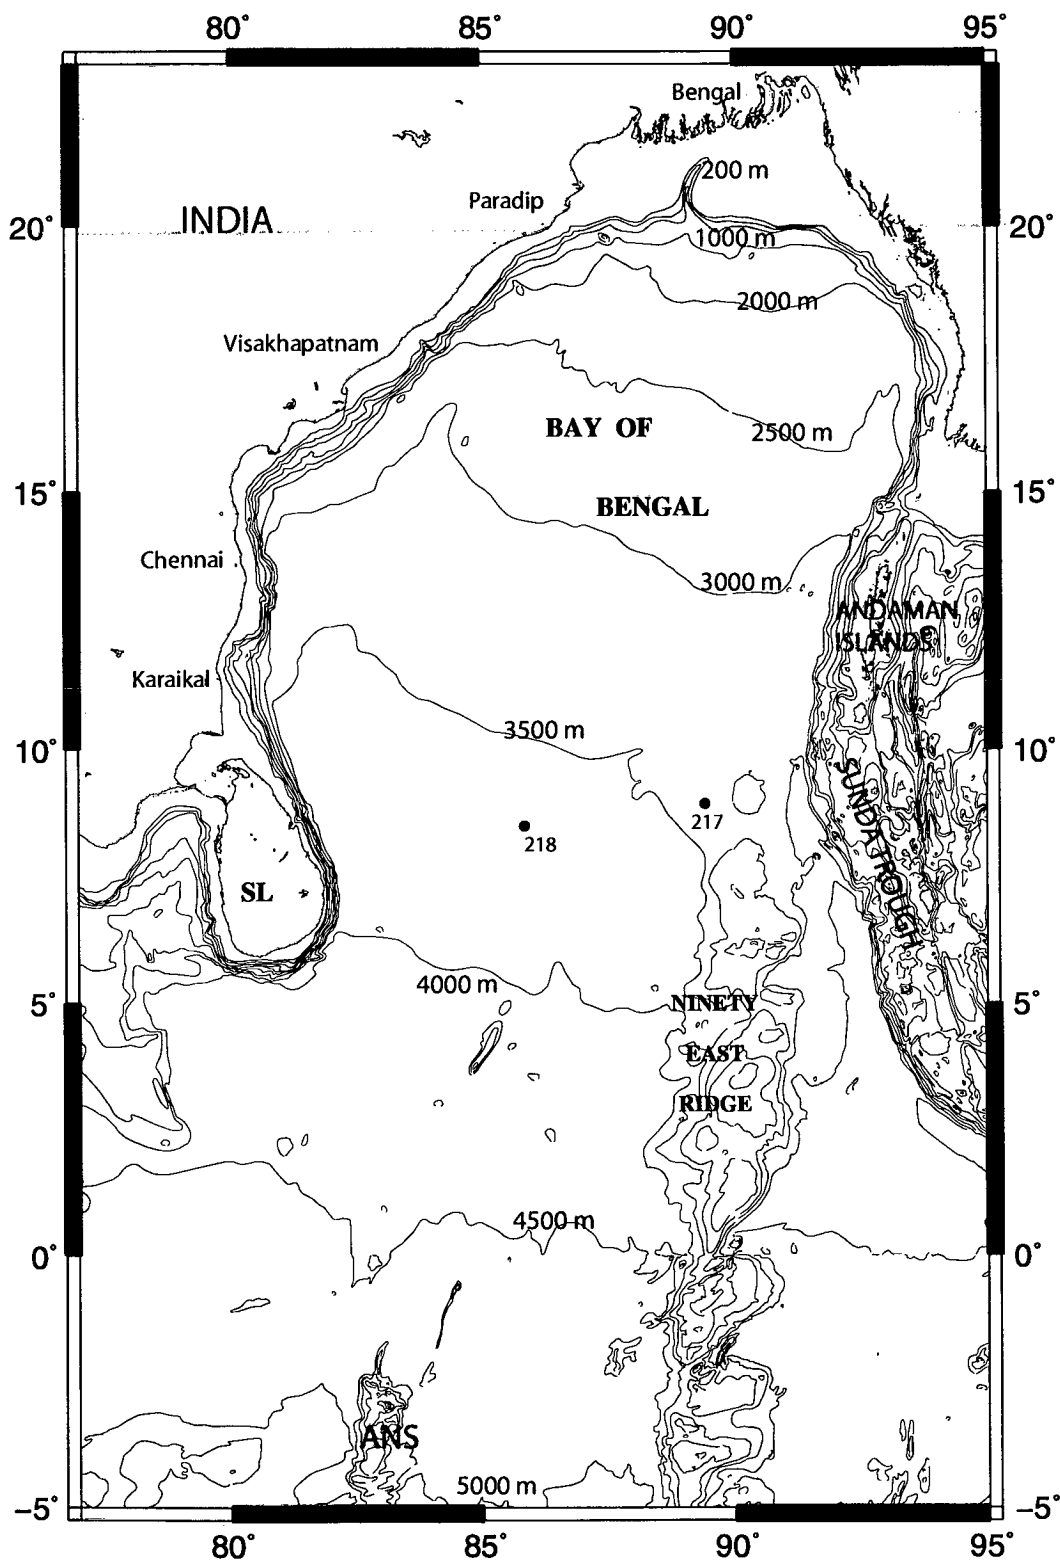 80° 85° 90° 95°
Bengal
200 m
Paradip
INDIA
20° 20°
1000 m
2000 m
Visakhapatnam
BAY OF
2500 m
15° 15°
BENGAL
Chennai
3000 m
ANDAMAN
ISLANDS
Karaikal
3500 m
10° 10°
SUNDA TROUGH
217
218
SL
4000 m
5° 5°
NINETY
EAST
RIDGE
4500 m
0° 0°
ANS
5000 m
−5° −5°
80° 85° 90° 95°